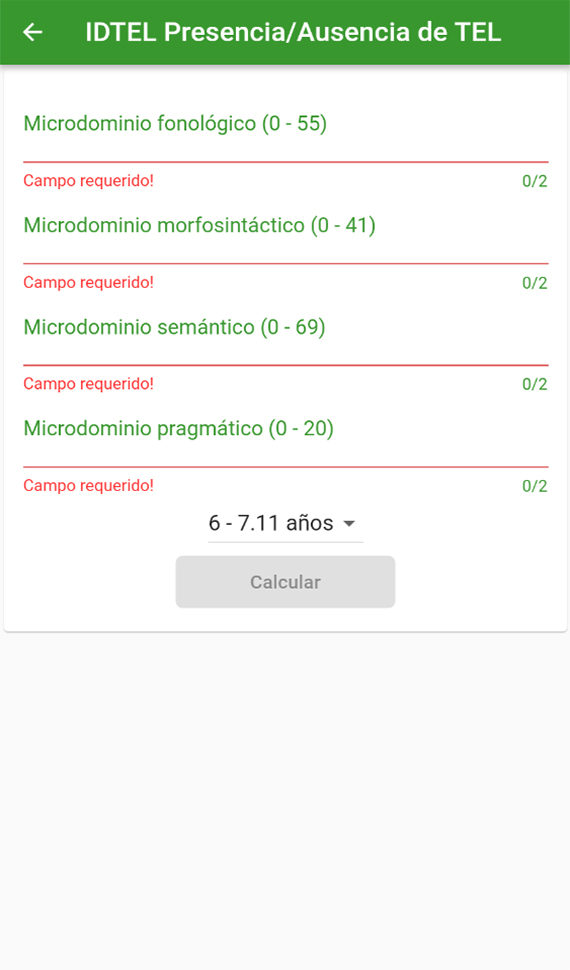 IDTEL Presencia/Ausencia de TEL
Microdominio fonológico (0 - 55)
Campo requerido! 0/2
Microdominio morfosintáctico (0 - 41)
Campo requerido! 0/2
Microdominio semántico (0 - 69)
Campo requerido! 0/2
Microdominio pragmático (0 - 20)
Campo requerido! 0/2
6 - 7.11 años
Calcular